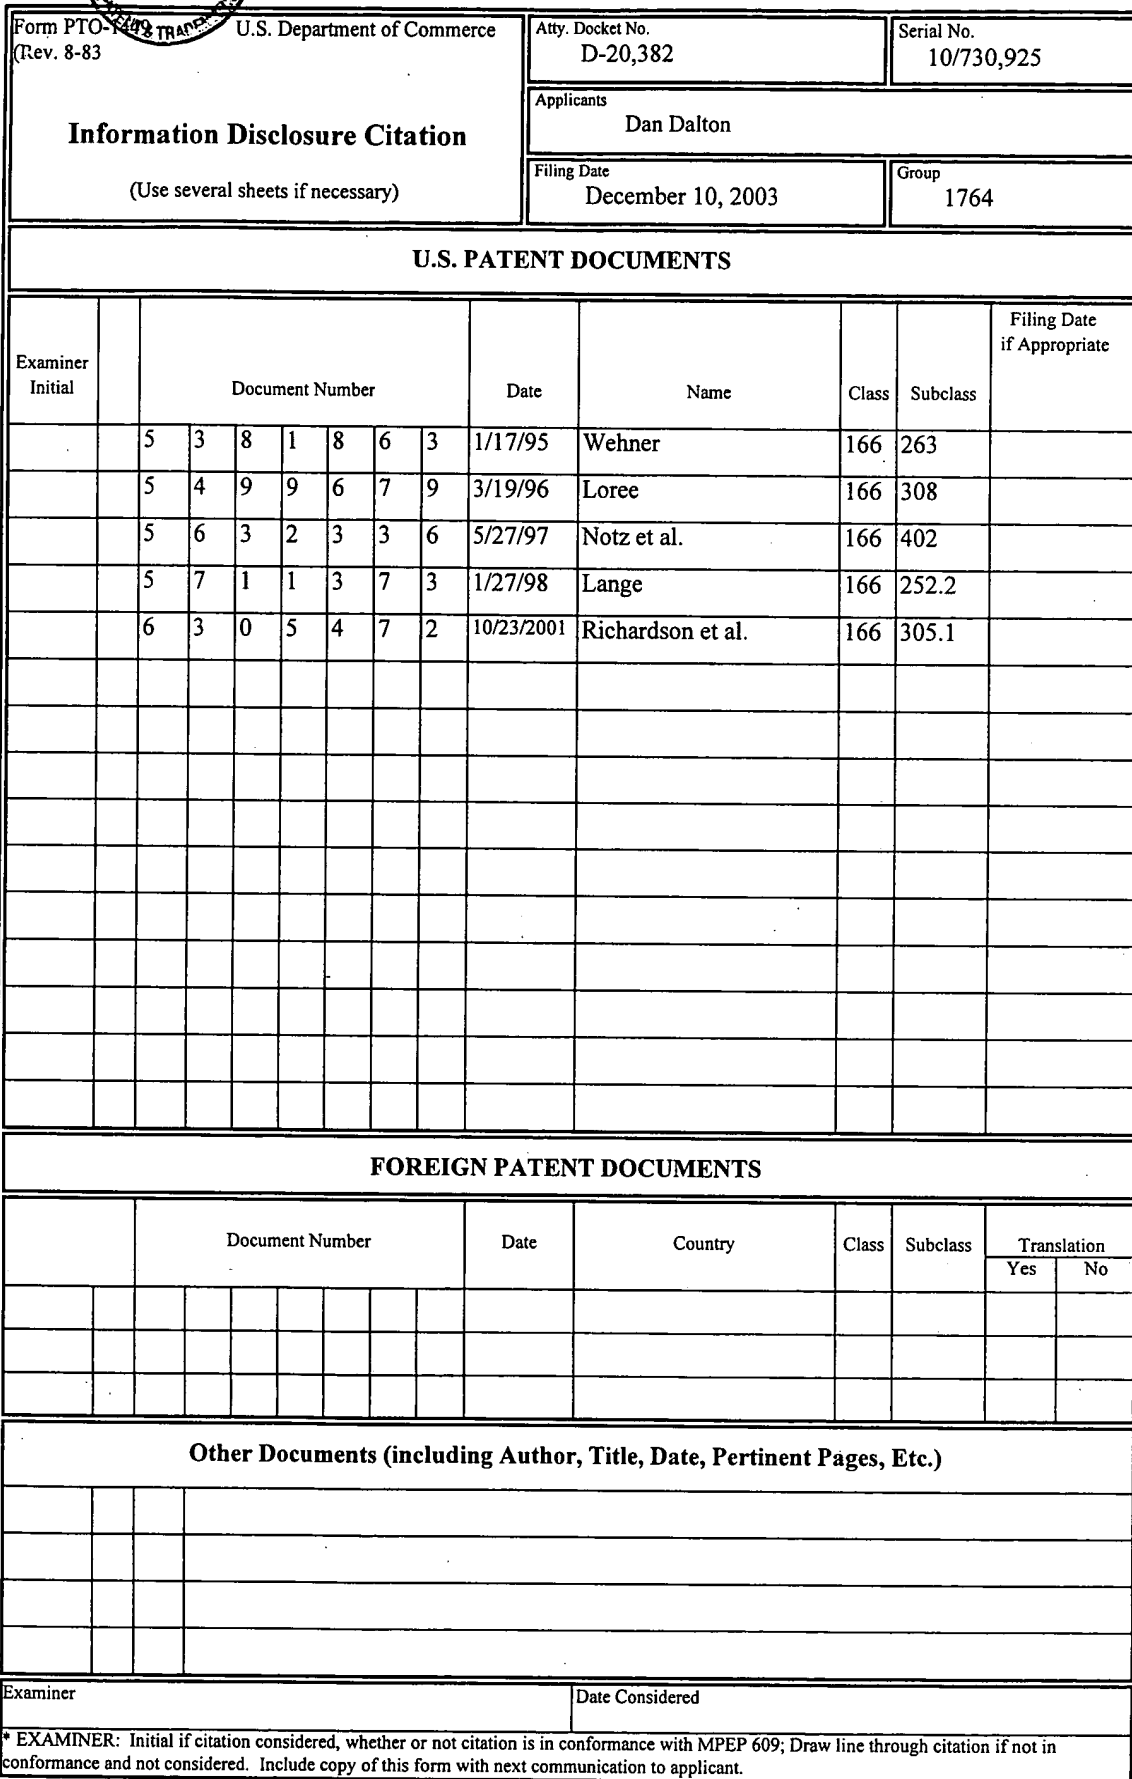 Form PTO-1449 U.S. Department of Commerce
(Rev. 8-83
TRADE
Information Disclosure Citation
(Use several sheets if necessary)
Atty. Docket No.
D-20,382
Serial No.
10/730,925
Applicants
Dan Dalton
Filing Date
December 10, 2003
Group
1764
U.S. PATENT DOCUMENTS
Examiner Initial Document Number Date Name Class Subclass Filing Date if Appropriate
5 3 8 1 8 6 3 1/17/95 Wehner 166 263
5 4 9 9 6 7 9 3/19/96 Loree 166 308
5 6 3 2 3 3 6 5/27/97 Notz et al. 166 402
5 7 1 1 3 7 3 1/27/98 Lange 166 252.2
6 3 0 5 4 7 2 10/23/2001 Richardson et al. 166 305.1
FOREIGN PATENT DOCUMENTS
Document Number Date Country Class Subclass Translation
Yes No
Other Documents (including Author, Title, Date, Pertinent Pages, Etc.)
Examiner Date Considered
* EXAMINER: Initial if citation considered, whether or not citation is in conformance with MPEP 609; Draw line through citation if not in
conformance and not considered. Include copy of this form with next communication to applicant.